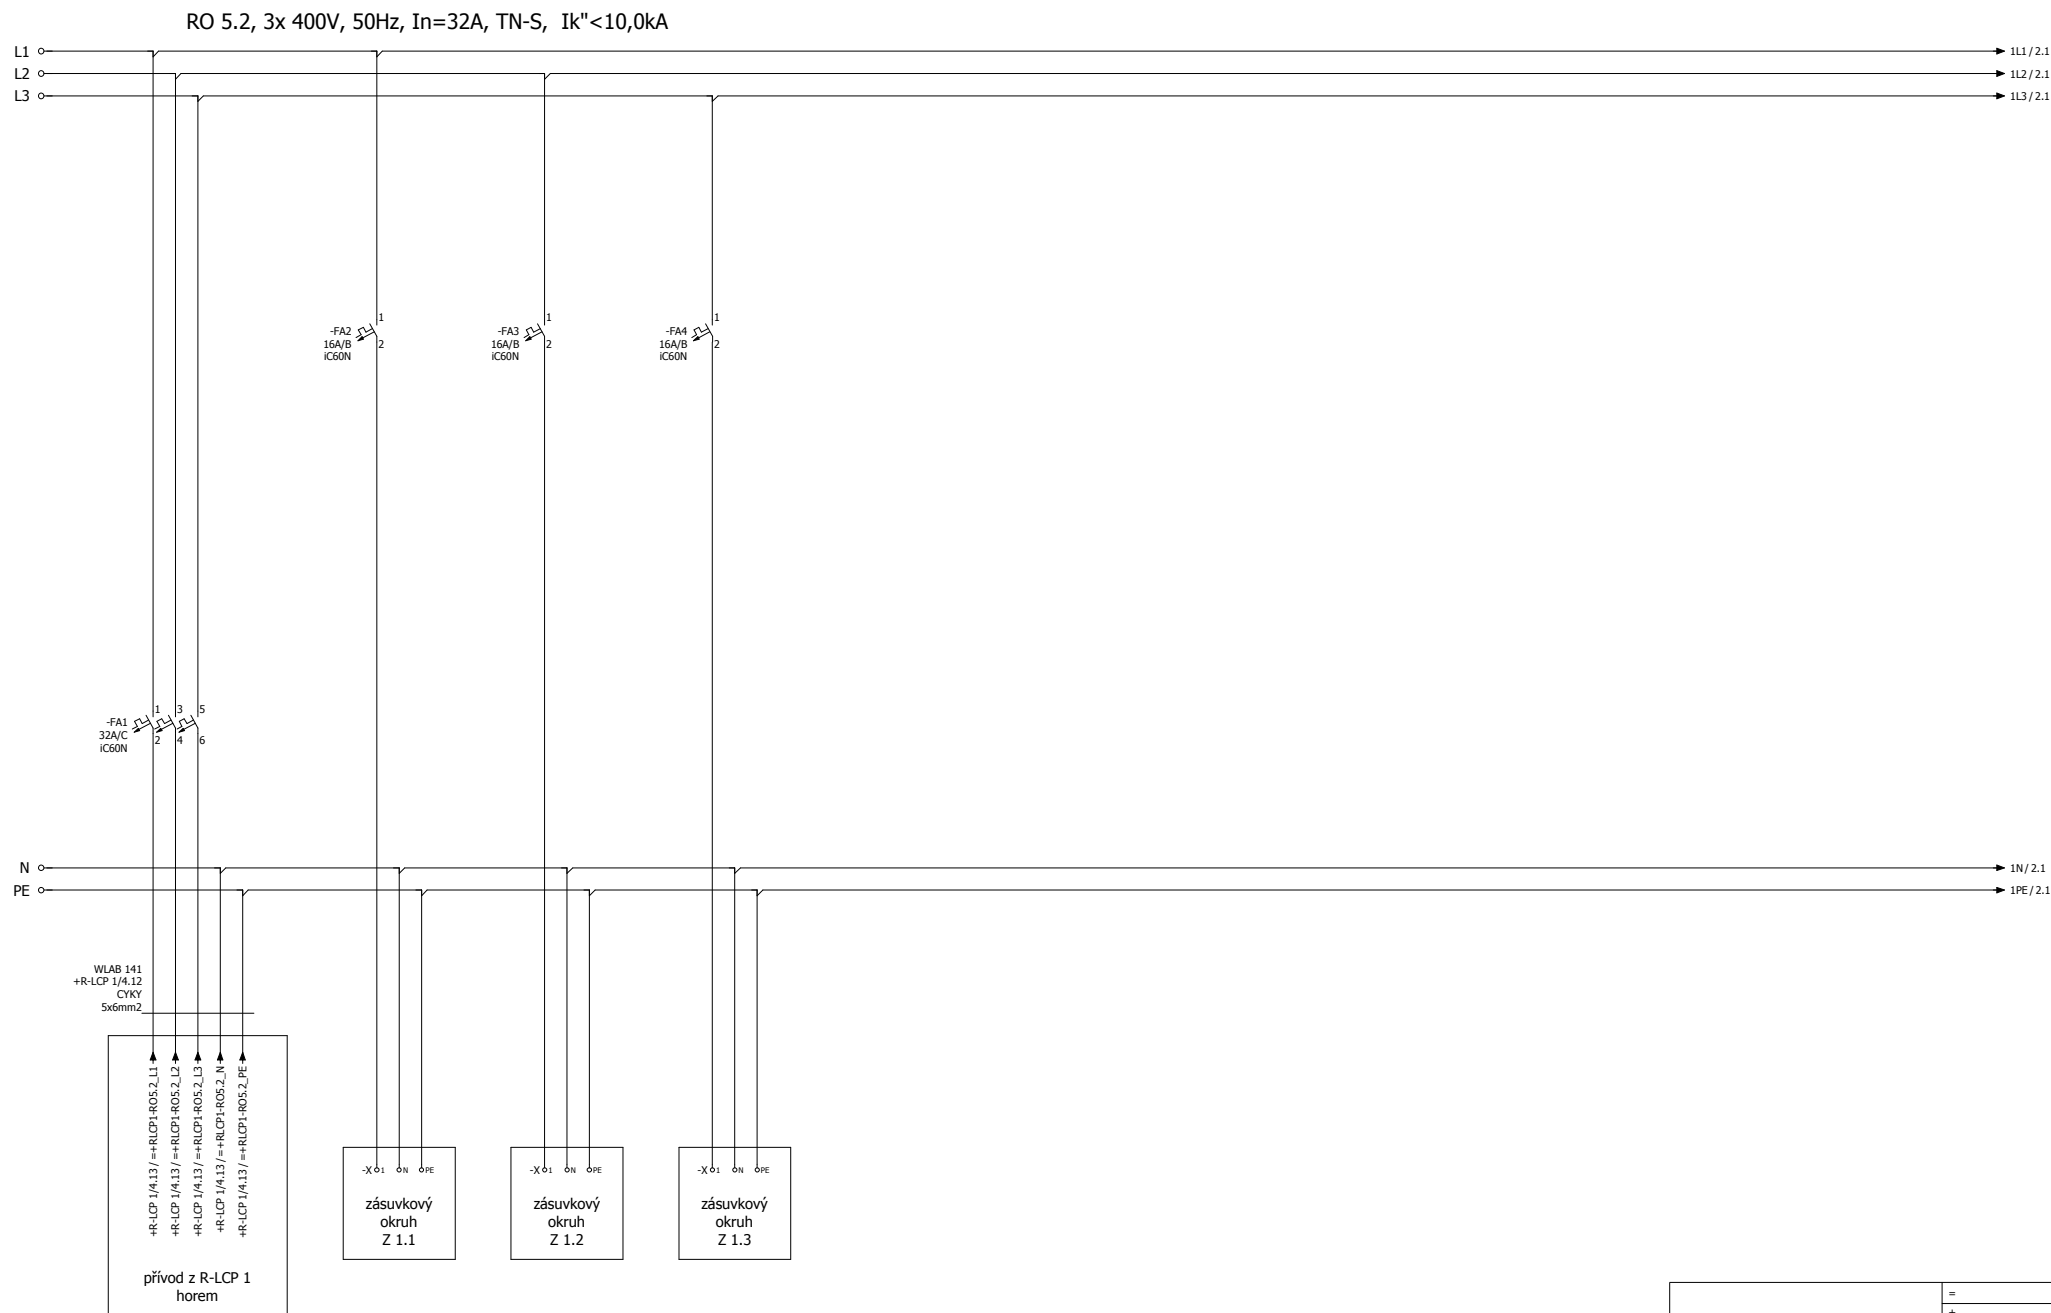 RO 5.2, 3x 400V, 50Hz, In=32A, TN-S, Ik"<10,0kA
L1
1L1/2.1
L2
1L2/2.1
L3
1L3/2.1
-FA2
16A/B
iC60N
1
2
-FA3
16A/B
iC60N
1
2
-FA4
16A/B
iC60N
1
2
-FA1
32A/C
iC60N
1
2
3
4
5
6
N
1N/2.1
PE
1PE/2.1
WLAB 141
+R-LCP 1/4.12
CYKY
5x6mm2
+R-LCP 1/4.13/=+RLCP1-RO5.2_L1
+R-LCP 1/4.13/=+RLCP1-RO5.2_L2
+R-LCP 1/4.13/=+RLCP1-RO5.2_L3
+R-LCP 1/4.13/=+RLCP1-RO5.2_N
+R-LCP 1/4.13/=+RLCP1-RO5.2_PE
přívod z R-LCP 1
horem
-X 1 N PE
zásuvkový
okruh
Z 1.1
-X 1 N PE
zásuvkový
okruh
Z 1.2
-X 1 N PE
zásuvkový
okruh
Z 1.3
=
+